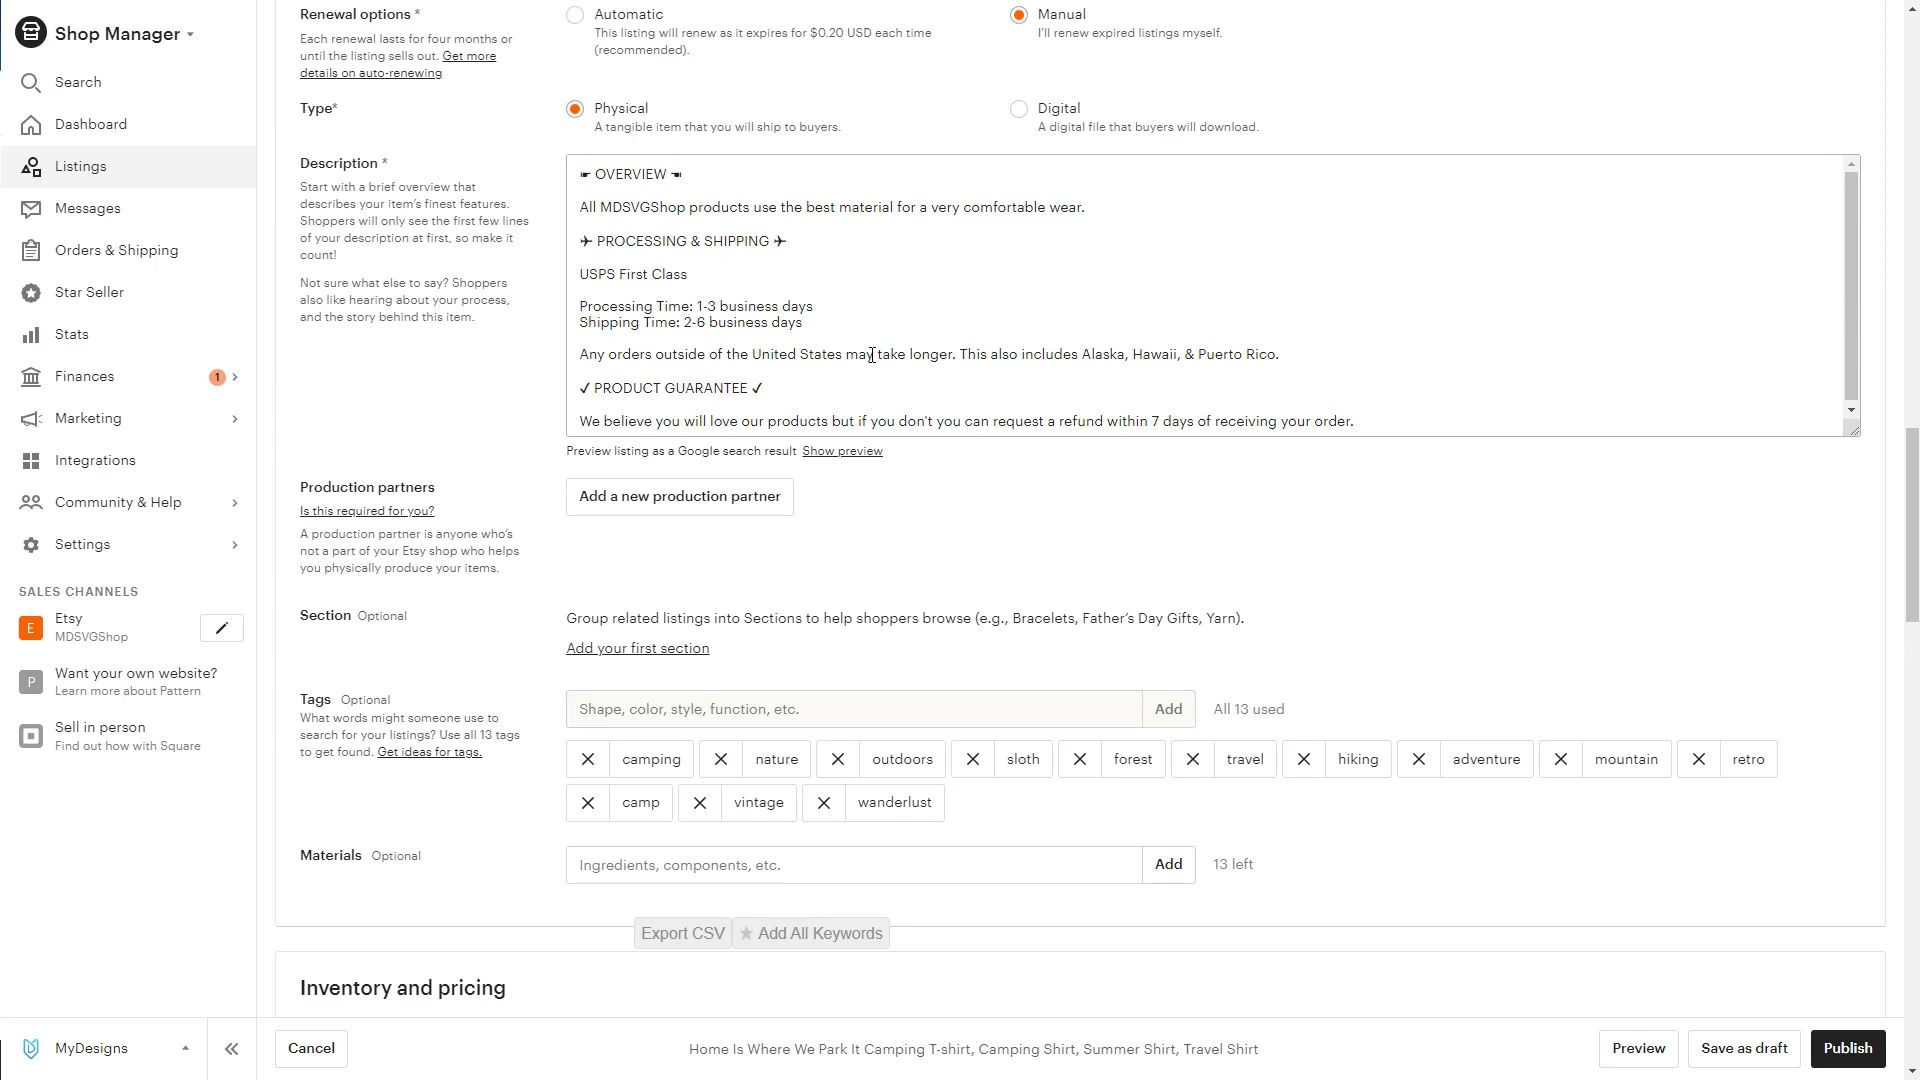 Shop Manager
Search
Dashboard
Listings
Messages
Orders & Shipping
Star Seller
Stats
Finances 1
Marketing
Integrations
Community & Help
Settings
SALES CHANNELS
E Etsy
MDSVGShop
P Want your own website?
Learn more about Pattern
Sell in person
Find out how with Square
MyDesigns
Renewal options *
Each renewal lasts for four months or
until the listing sells out. Get more
details on auto-renewing
Automatic
This listing will renew as it expires for $0.20 USD each time
(recommended).
Manual
I'll renew expired listings myself.
Type*
Physical
A tangible item that you will ship to buyers.
Digital
A digital file that buyers will download.
Description *
Start with a brief overview that
describes your item's finest features.
Shoppers will only see the first few lines
of your description at first, so make it
count!
Not sure what else to say? Shoppers
also like hearing about your process,
and the story behind this item.
☛ OVERVIEW ☚
All MDSVGShop products use the best material for a very comfortable wear.
✈ PROCESSING & SHIPPING ✈
USPS First Class
Processing Time: 1-3 business days
Shipping Time: 2-6 business days
Any orders outside of the United States may take longer. This also includes Alaska, Hawaii, & Puerto Rico.
✓ PRODUCT GUARANTEE ✓
We believe you will love our products but if you don't you can request a refund within 7 days of receiving your order.
Preview listing as a Google search result Show preview
Production partners
Is this required for you?
A production partner is anyone who's
not a part of your Etsy shop who helps
you physically produce your items.
Add a new production partner
Section Optional
Group related listings into Sections to help shoppers browse (e.g., Bracelets, Father's Day Gifts, Yarn).
Add your first section
Tags Optional
What words might someone use to
search for your listings? Use all 13 tags
to get found. Get ideas for tags.
Shape, color, style, function, etc. Add All 13 used
camping nature outdoors sloth forest travel hiking adventure mountain retro
camp vintage wanderlust
Materials Optional
Ingredients, components, etc. Add 13 left
Export CSV ★ Add All Keywords
Inventory and pricing
Cancel
Home Is Where We Park It Camping T-shirt, Camping Shirt, Summer Shirt, Travel Shirt
Preview
Save as draft
Publish